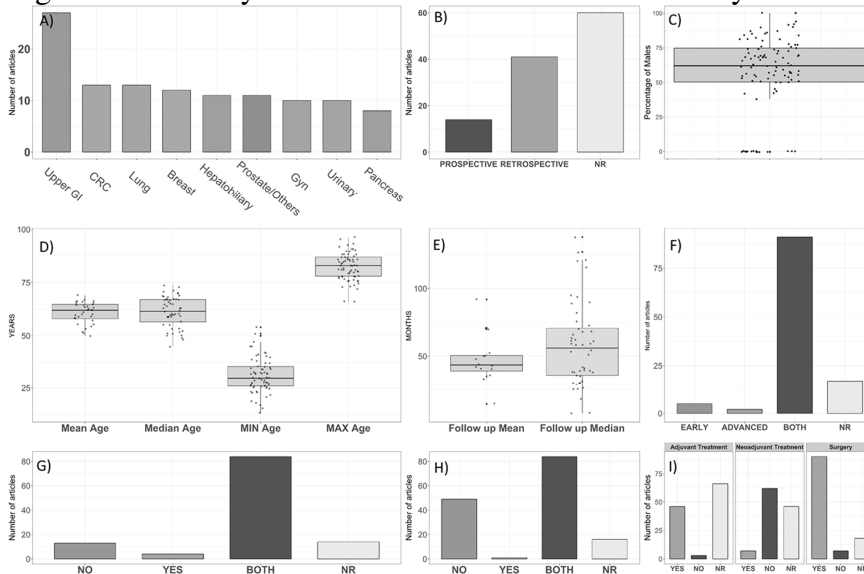 A)
Number of articles
20
10
0
Upper GI
CRC
Lung
Breast
Hepatobiliary
Prostate/Others
Gyn
Urinary
Pancreas
B)
Number of articles
60
40
20
0
PROSPECTIVE RETROSPECTIVE NR
C)
Percentage of Males
100
75
50
25
0
D)
YEARS
100
75
50
25
Mean Age Median Age MIN Age MAX Age
E)
MONTHS
100
50
Follow up Mean Follow up Median
F)
Number of articles
75
50
25
0
EARLY ADVANCED BOTH NR
G)
Number of articles
80
60
40
20
0
NO YES BOTH NR
H)
Number of articles
80
60
40
20
0
NO YES BOTH NR
I)
Adjuvant Treatment Neoadjuvant Treatment Surgery
Number of articles
75
50
25
0
YES NO NR YES NO NR YES NO NR